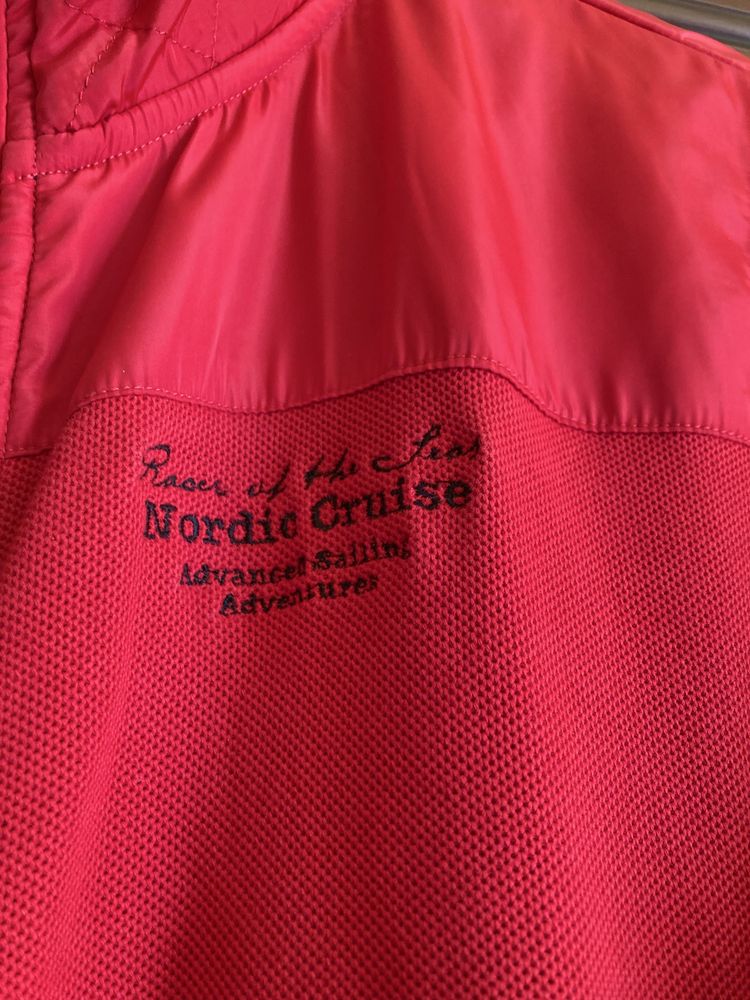 Racer of the Seas
Nordic Cruise
Advanced Sailing
Adventures